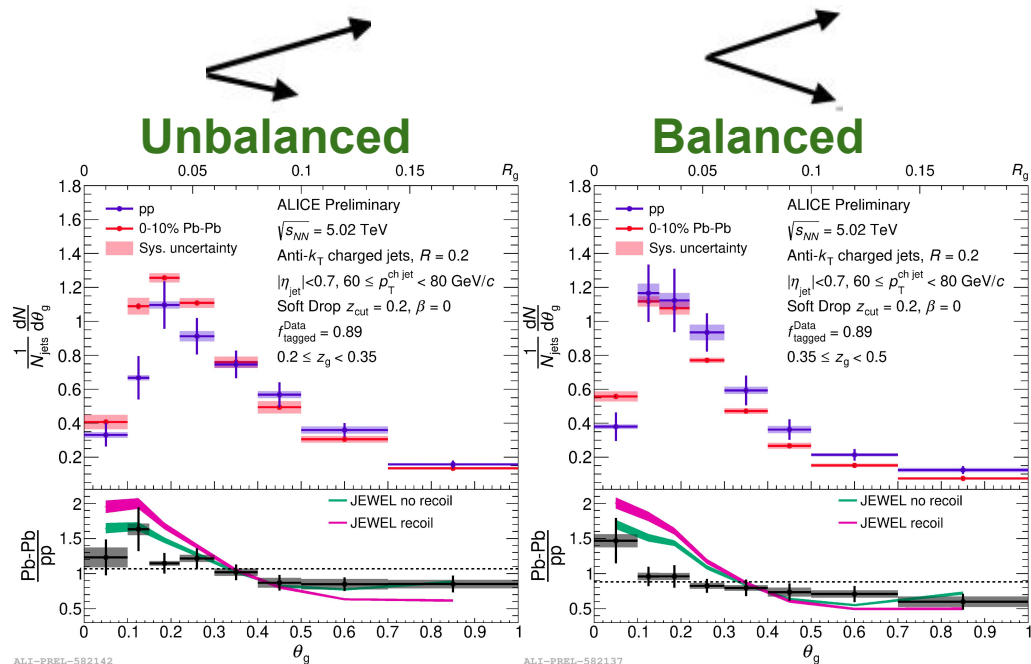 Unbalanced
0 0.05 0.1 0.15 R_g
1.8
1.6
1.4
1.2
1
0.8
0.6
0.4
0.2
1/N_jets dN/dθ_g
pp
0-10% Pb-Pb
Sys. uncertainty
ALICE Preliminary
√s_NN = 5.02 TeV
Anti-k_T charged jets, R = 0.2
|η_jet|<0.7, 60 ≤ p_T^ch jet < 80 GeV/c
Soft Drop z_cut = 0.2, β = 0
f_tagged^Data = 0.89
0.2 ≤ z_g < 0.35
JEWEL no recoil
JEWEL recoil
2
1.5
1
0.5
Pb-Pb/pp
0 0.1 0.2 0.3 0.4 0.5 0.6 0.7 0.8 0.9 1
θ_g
ALI-PREL-582142
Balanced
0 0.05 0.1 0.15 R_g
1.8
1.6
1.4
1.2
1
0.8
0.6
0.4
0.2
1/N_jets dN/dθ_g
pp
0-10% Pb-Pb
Sys. uncertainty
ALICE Preliminary
√s_NN = 5.02 TeV
Anti-k_T charged jets, R = 0.2
|η_jet|<0.7, 60 ≤ p_T^ch jet < 80 GeV/c
Soft Drop z_cut = 0.2, β = 0
f_tagged^Data = 0.89
0.35 ≤ z_g < 0.5
JEWEL no recoil
JEWEL recoil
2
1.5
1
0.5
Pb-Pb/pp
0 0.1 0.2 0.3 0.4 0.5 0.6 0.7 0.8 0.9 1
θ_g
ALI-PREL-582137